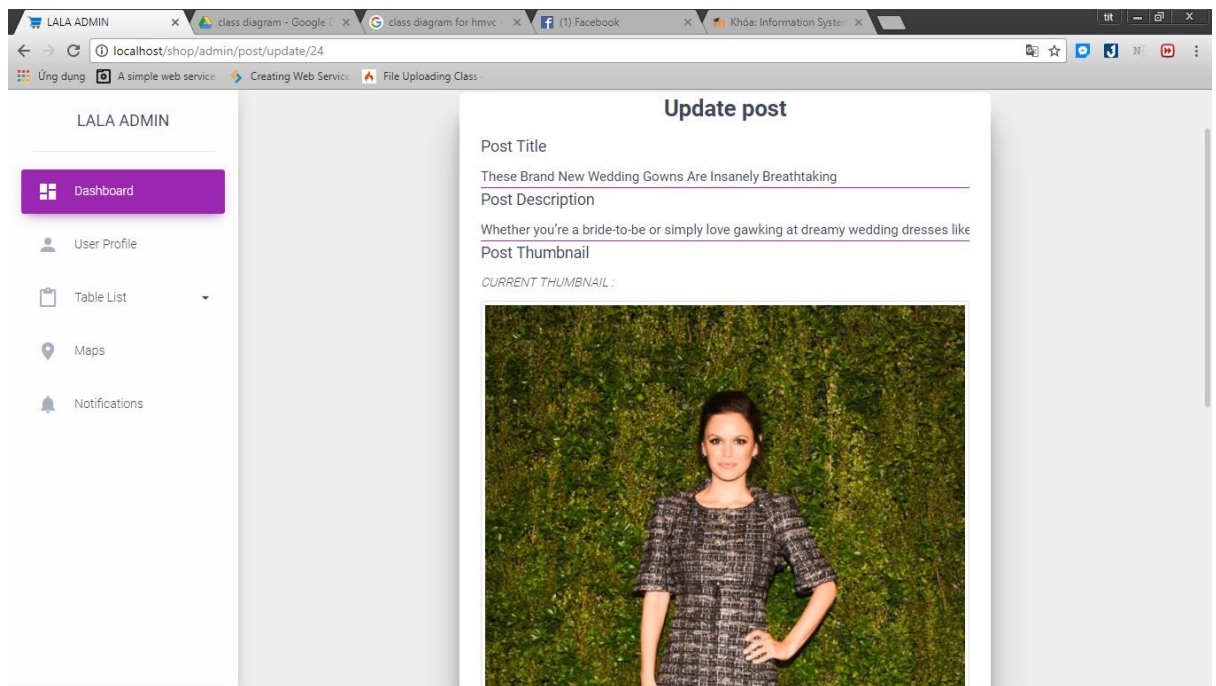 LALA ADMIN
class diagram - Google D
class diagram for hmvc -
(1) Facebook
Khóa: Information System
tit
localhost/shop/admin/post/update/24
Ứng dụng
A simple web service
Creating Web Service
File Uploading Class -
LALA ADMIN
Dashboard
User Profile
Table List
Maps
Notifications
Update post
Post Title
These Brand New Wedding Gowns Are Insanely Breathtaking
Post Description
Whether you're a bride-to-be or simply love gawking at dreamy wedding dresses like
Post Thumbnail
CURRENT THUMBNAIL :